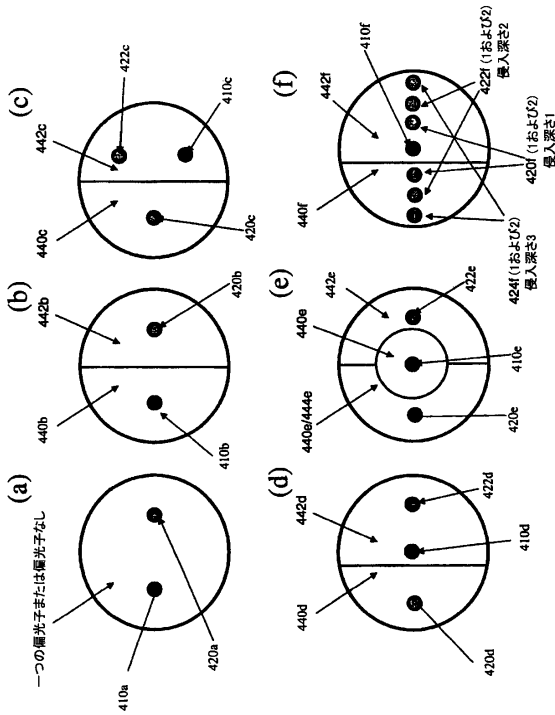 (a)
一つの偏光子または偏光子なし
410a
420a
(b)
440b
442b
410b
420b
(c)
440c
442c
422c
420c
410c
(d)
440d
442d
422d
420d
410d
(e)
440e
442e
422e
440e/444e
420e
410e
(f)
440f
442f
410f
422f (1および2)
侵入深さ2
420f (1および2)
侵入深さ1
424f (1および2)
侵入深さ3